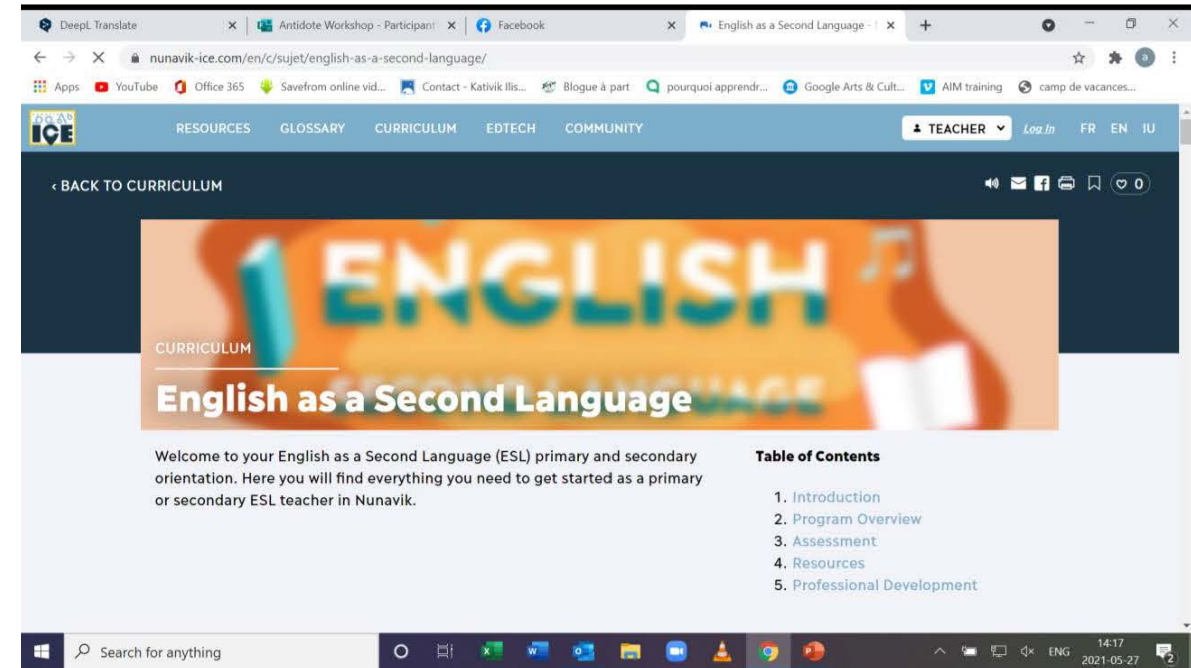 DeepL Translate
Antidote Workshop - Participant
Facebook
English as a Second Language -
nunavik-ice.com/en/c/sujet/english-as-a-second-language/
Apps YouTube Office 365 Savefrom online vid... Contact - Kativik Ilis... Blogue à part pourquoi apprendr... Google Arts & Cult... AIM training camp de vacances...
ICE RESOURCES GLOSSARY CURRICULUM EDTECH COMMUNITY TEACHER Log In FR EN IU
‹ BACK TO CURRICULUM 0
ENGLISH
SECOND LANGUAGE
CURRICULUM
English as a Second Language
Welcome to your English as a Second Language (ESL) primary and secondary
orientation. Here you will find everything you need to get started as a primary
or secondary ESL teacher in Nunavik.
Table of Contents
1. Introduction
2. Program Overview
3. Assessment
4. Resources
5. Professional Development
Search for anything
ENG
14:17
2021-05-27
2